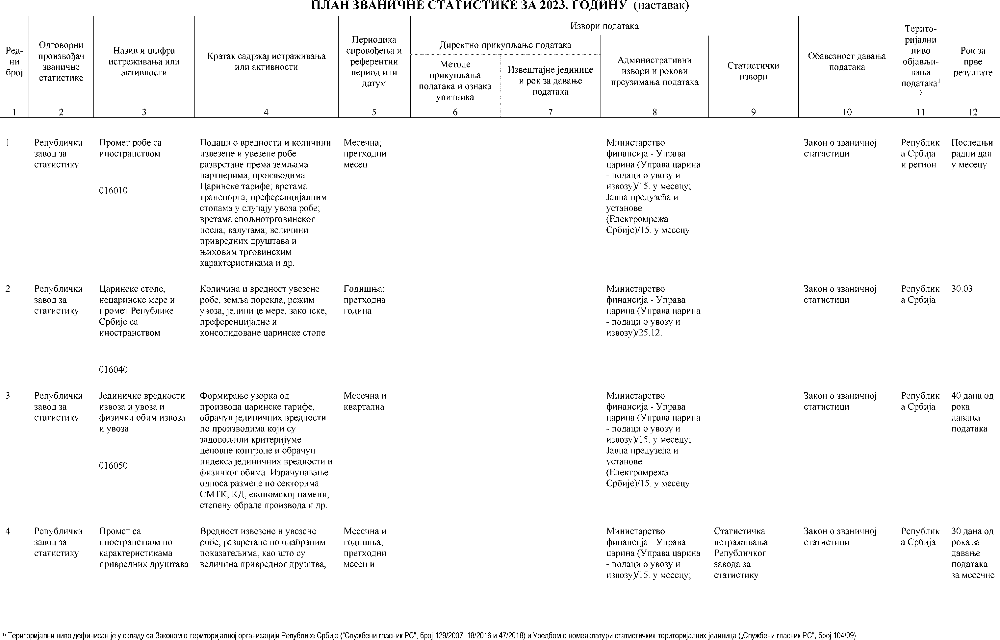 ПЛАН ЗВАНИЧНЕ СТАТИСТИКЕ ЗА 2023. ГОДИНУ (наставак)
Ред-
ни
број
Одговорни
произвођач
званичне
статистике
Назив и шифра
истраживања или
активности
Кратак садржај истраживања
или активности
Периодика
спровођења и
референтни
период или
датум
Извори података
Директно прикупљање података
Методе
прикупљања
података и ознака
упитника
Извештајне јединице
и рок за давање
података
Административни
извори и рокови
преузимања података
Статистички
извори
Обавезност давања
података
Терито-
ријални
ниво
објављи-
вања
података¹
)
Рок за
прве
резултате
1 2 3 4 5 6 7 8 9 10 11 12
1
Републички
завод за
статистику
Промет робе са
иностранством
016010
Подаци о вредности и количини
извезене и увезене робе
разврстане према земљама
партнерима, производима
Царинске тарифе; врстама
транспорта; преференцијалним
стопама у случају увоза робе;
врстама спољнотрговинског
посла; валутама; величини
привредних друштава и
њиховим трговинским
карактеристикама и др.
Месечна;
претходни
месец
Министарство
финансија - Управа
царина (Управа царина
- подаци о увозу и
извозу)/15. у месецу;
Јавна предузећа и
установе
(Електромрежа
Србије)/15. у месецу
Закон о званичној
статистици
Републик
а Србија
и регион
Последњи
радни дан
у месецу
2
Републички
завод за
статистику
Царинске стопе,
нецаринске мере и
промет Републике
Србије са
иностранством
016040
Количина и вредност увезене
робе, земља порекла, режим
увоза, јединице мере, законске,
преференцијалне и
консолидоване царинске стопе
Годишња;
претходна
година
Министарство
финансија - Управа
царина (Управа царина
- подаци о увозу и
извозу)/25.12.
Закон о званичној
статистици
Републик
а Србија
30.03.
3
Републички
завод за
статистику
Јединичне вредности
извоза и увоза и
физички обим извоза
и увоза
016050
Формирање узорка од
производа царинске тарифе,
обрачун јединичних вредности
по производима који су
задовољили критеријуме
ценовне контроле и обрачун
индекса јединичних вредности и
физичког обима. Израчунавање
односа размене по секторима
СМТК, КД, економској намени,
степену обраде производа и др.
Месечна и
квартална
Министарство
финансија - Управа
царина (Управа царина
- подаци о увозу и
извозу)/15. у месецу;
Јавна предузећа и
установе
(Електромрежа
Србије)/15. у месецу
Закон о званичној
статистици
Републик
а Србија
40 дана од
рока
давања
података
4
Републички
завод за
статистику
Промет са
иностранством по
карактеристикама
привредних друштава
Вредност извезене и увезене
робе, разврстане по одабраним
показатељима, као што су
величина привредног друштва,
Месечна и
годишња;
претходни
месец и
Министарство
финансија - Управа
царина (Управа царина
- подаци о увозу и
извозу)/15. у месецу;
Статистичка
истраживања
Републичког
завода за
статистику
Закон о званичној
статистици
Републик
а Србија
30 дана од
рока за
давање
података
за месечне
¹⁾ Територијални ниво дефинисан је у складу са Законом о територијалној организацији Републике Србије ("Службени гласник РС", број 129/2007, 18/2016 и 47/2018) и Уредбом о номенклатури статистичких територијалних јединица („Службени гласник РС", број 104/09).